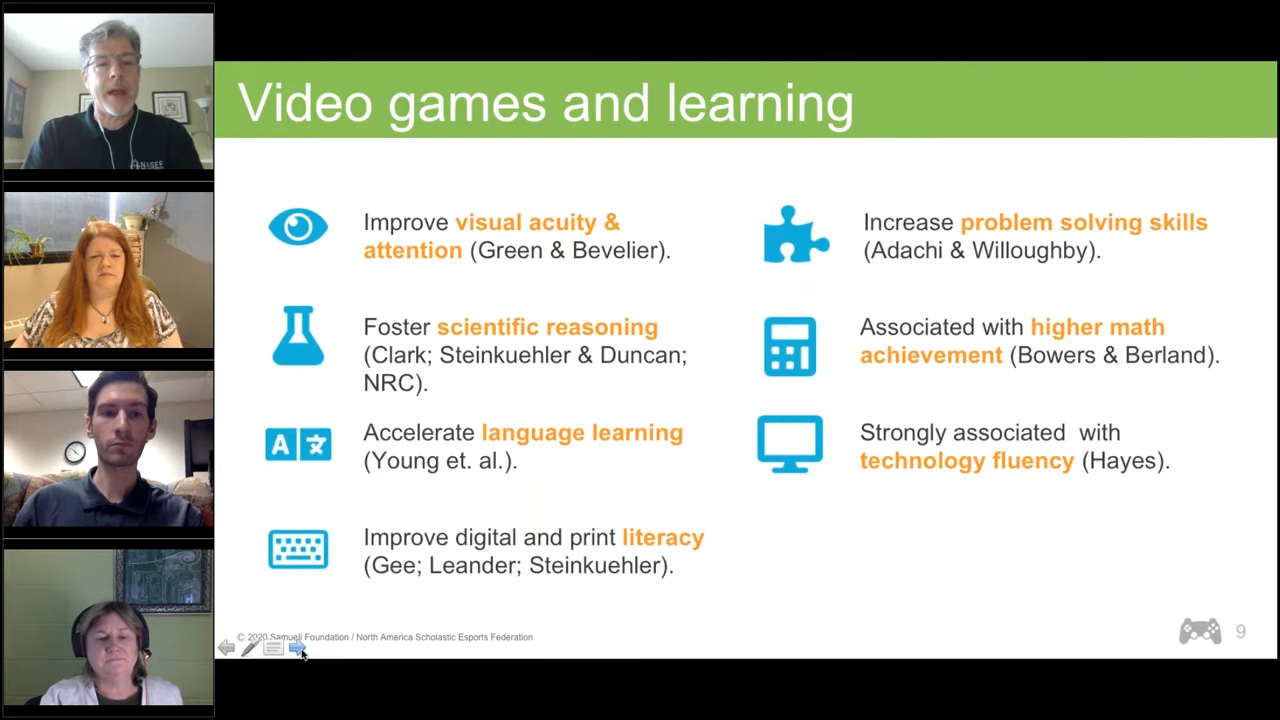 Video games and learning
Improve visual acuity &
attention (Green & Bevelier).
Foster scientific reasoning
(Clark; Steinkuehler & Duncan;
NRC).
A 文
Accelerate language learning
(Young et. al.).
Improve digital and print literacy
(Gee; Leander; Steinkuehler).
Increase problem solving skills
(Adachi & Willoughby).
Associated with higher math
achievement (Bowers & Berland).
Strongly associated  with
technology fluency (Hayes).
© 2020 Samueli Foundation / North America Scholastic Esports Federation
9